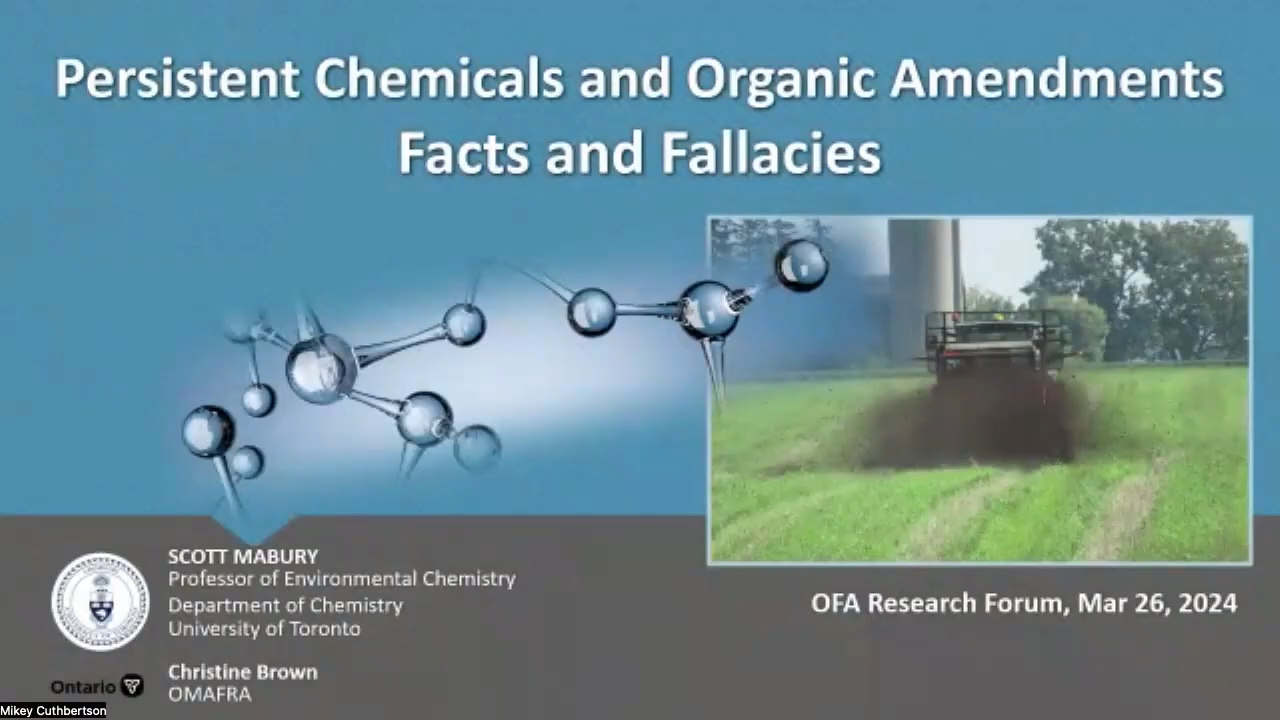 Persistent Chemicals and Organic Amendments
Facts and Fallacies
SCOTT MABURY
Professor of Environmental Chemistry
Department of Chemistry
University of Toronto
OFA Research Forum, Mar 26, 2024
Christine Brown
Ontario
OMAFRA
Mikey Cuthbertson